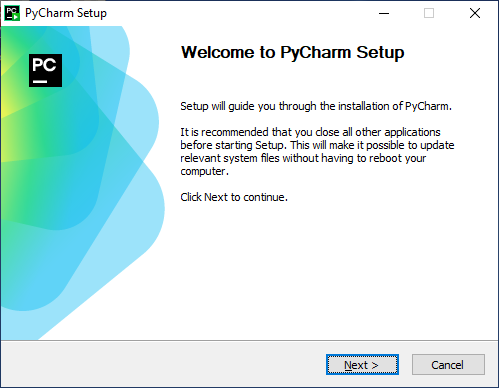 PyCharm Setup
PC
Welcome to PyCharm Setup
Setup will guide you through the installation of PyCharm.
It is recommended that you close all other applications
before starting Setup. This will make it possible to update
relevant system files without having to reboot your
computer.
Click Next to continue.
Next >
Cancel